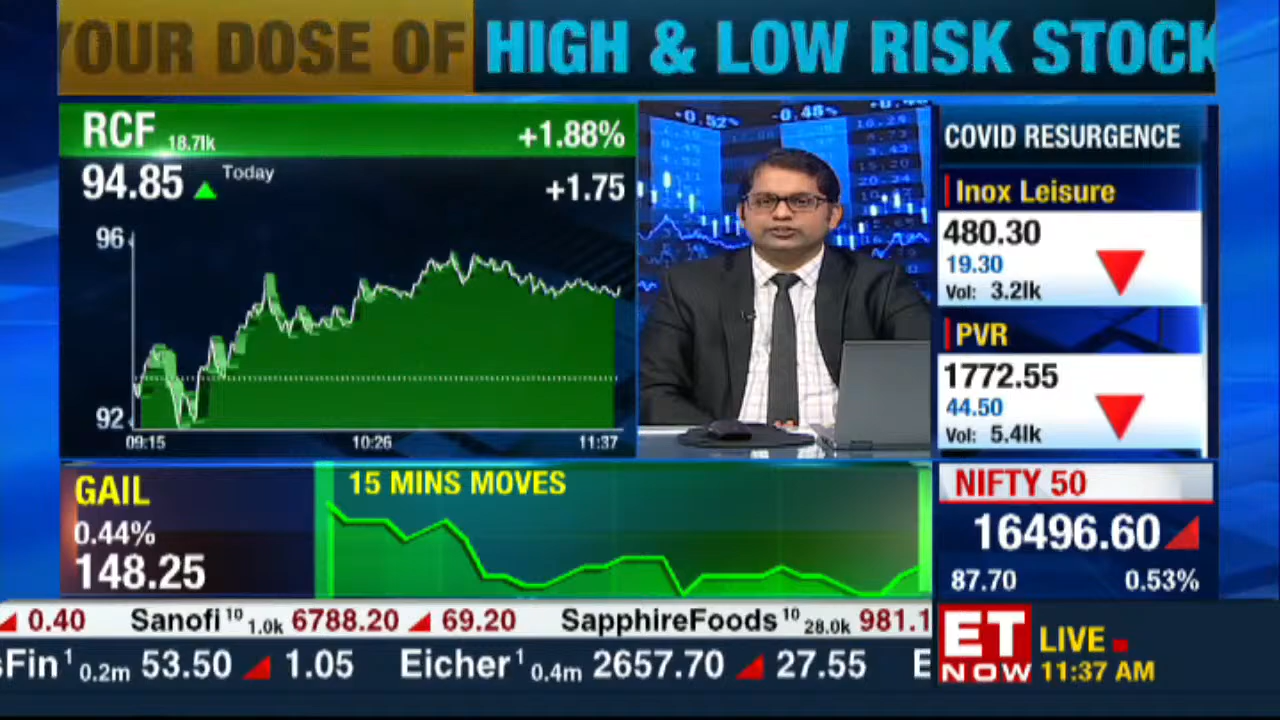 YOUR DOSE OF HIGH & LOW RISK STOCK
RCF 18.7lk +1.88%
94.85 Today +1.75
96
92
09:15 10:26 11:37
-0.52% -0.48%
COVID RESURGENCE
Inox Leisure
480.30
19.30
Vol: 3.2lk
PVR
1772.55
44.50
Vol: 5.4lk
GAIL
0.44%
148.25
15 MINS MOVES
NIFTY 50
16496.60
87.70 0.53%
0.40 Sanofi 10 1.0k 6788.20 69.20 SapphireFoods 10 28.0k 981.1
sFin 1 0.2m 53.50 1.05 Eicher 1 0.4m 2657.70 27.55 E
ET NOW
LIVE
11:37 AM